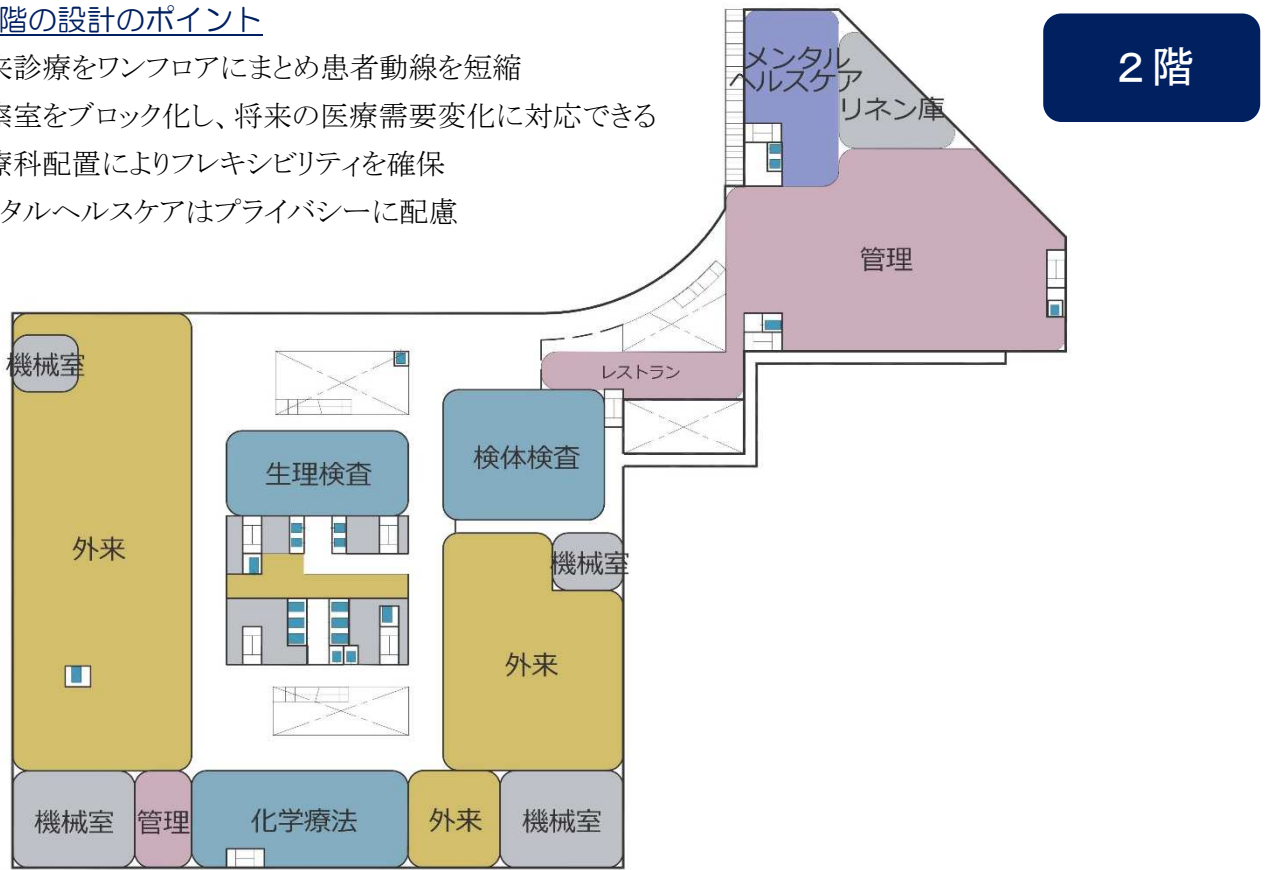 階の設計のポイント
診療をワンフロアにまとめ患者動線を短縮
室をブロック化し、将来の医療需要変化に対応できる
療科配置によりフレキシビリティを確保
タルヘルスケアはプライバシーに配慮
２階
メンタル
ヘルスケア
リネン庫
管理
機械室
レストラン
生理検査
検体検査
外来
機械室
外来
機械室
管理
化学療法
外来
機械室